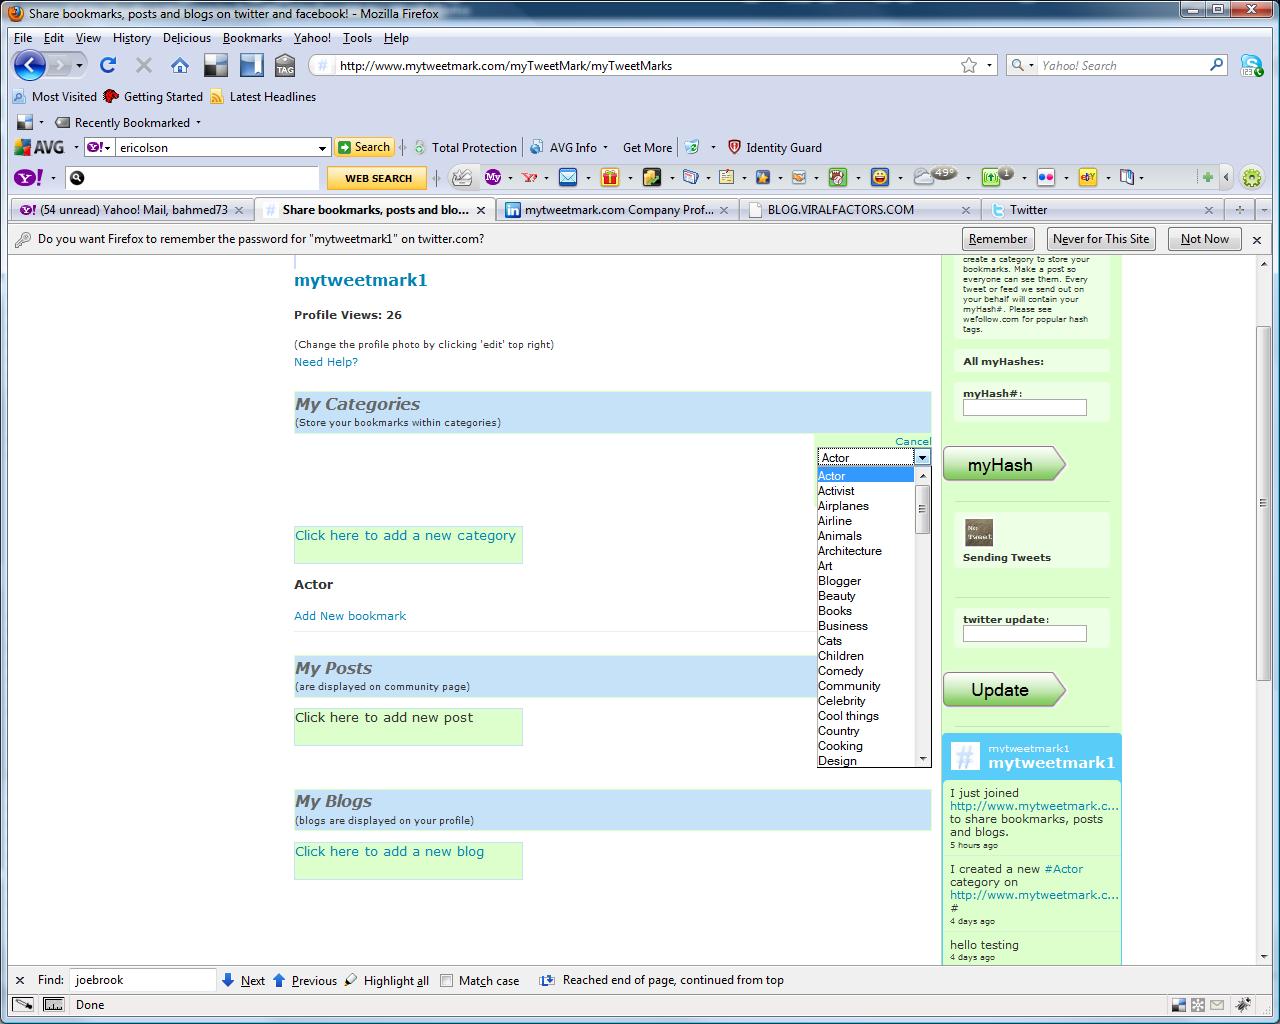 Share bookmarks, posts and blogs on twitter and facebook! - Mozilla Firefox
File Edit View History Delicious Bookmarks Yahoo! Tools Help
TAG
http://www.mytweetmark.com/myTweetMark/myTweetMarks
Yahoo! Search
Most Visited Getting Started Latest Headlines
Recently Bookmarked
AVG Y! ericolson Search Total Protection AVG Info Get More Identity Guard
Y! WEB SEARCH My 49° 1
(54 unread) Yahoo! Mail, bahmed73
Share bookmarks, posts and blo...
mytweetmark.com Company Prof...
BLOG.VIRALFACTORS.COM
Twitter
Do you want Firefox to remember the password for "mytweetmark1" on twitter.com?
Remember Never for This Site Not Now
mytweetmark1
Profile Views: 26
(Change the profile photo by clicking 'edit' top right)
Need Help?
My Categories
(Store your bookmarks within categories)
Cancel
Actor
Actor
Activist
Airplanes
Airline
Animals
Architecture
Art
Blogger
Beauty
Books
Business
Cats
Children
Comedy
Community
Celebrity
Cool things
Country
Cooking
Design
Click here to add a new category
Actor
Add New bookmark
My Posts
(are displayed on community page)
Click here to add new post
My Blogs
(blogs are displayed on your profile)
Click here to add a new blog
create a category to store your
bookmarks. Make a post so
everyone can see them. Every
tweet or feed we send out on
your behalf will contain your
myHash#. Please see
wefollow.com for popular hash
tags.
All myHashes:
myHash#:
myHash
No
Tweet
Sending Tweets
twitter update:
Update
#
mytweetmark1
mytweetmark1
I just joined
http://www.mytweetmark.c...
to share bookmarks, posts
and blogs.
5 hours ago
I created a new #Actor
category on
http://www.mytweetmark.c...
#
4 days ago
hello testing
4 days ago
Find: joebrook Next Previous Highlight all Match case Reached end of page, continued from top
Done